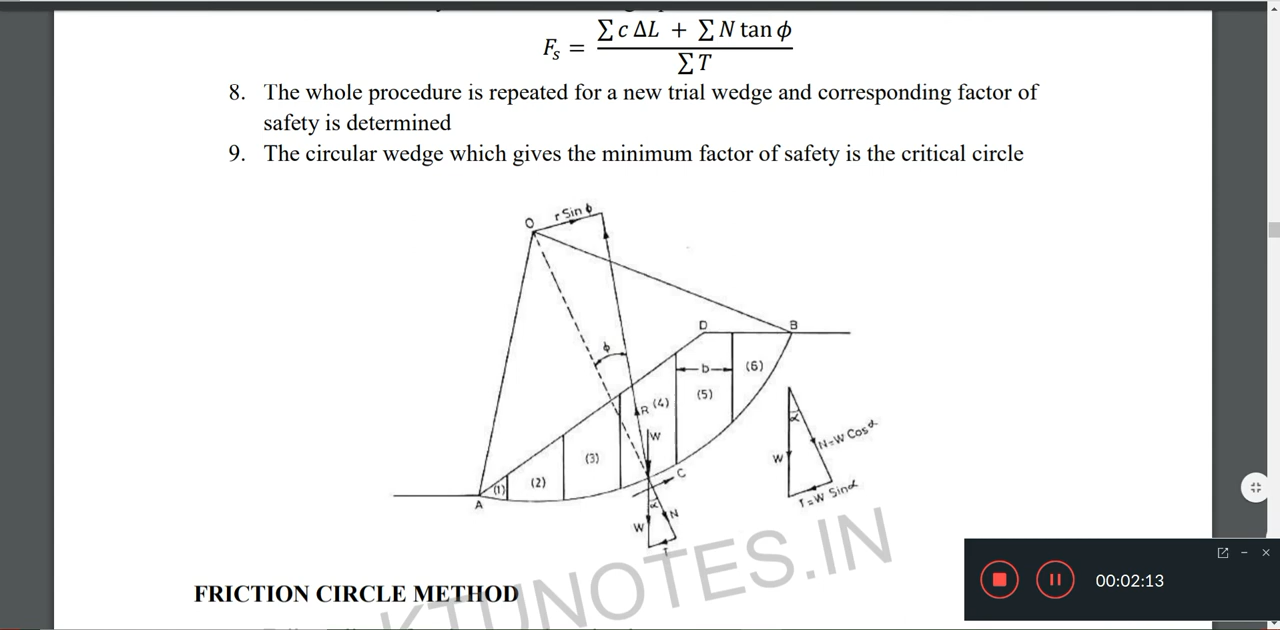 F_s = (∑ c ΔL + ∑ N tan ϕ) / ∑ T
8. The whole procedure is repeated for a new trial wedge and corresponding factor of
safety is determined
9. The circular wedge which gives the minimum factor of safety is the critical circle
O r Sin ϕ
D B
ϕ
b (6)
(5)
R (4)
α
W
N=W Cosα
(3)
W
C
(2)
(1)
T=W Sinα
A
α
N
W
T
KTUNOTES.IN
FRICTION CIRCLE METHOD
00:02:13